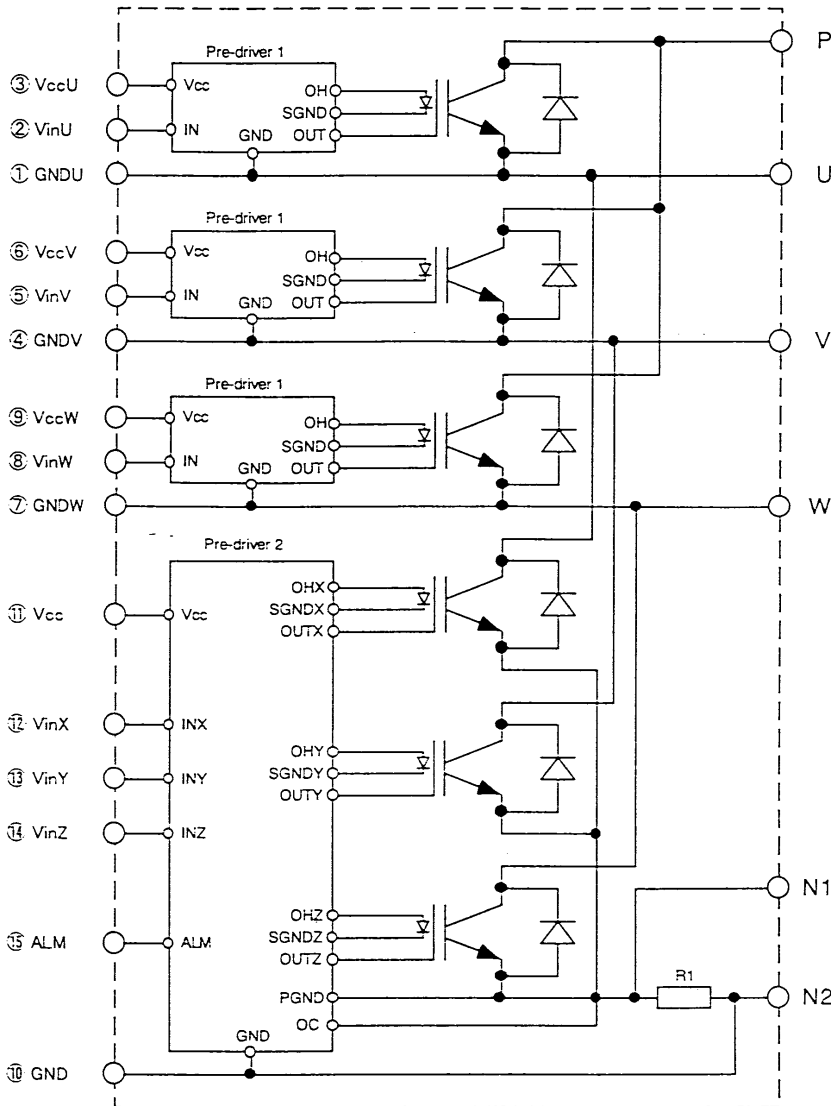 Pre-driver 1
P
③ VccU
Vcc
OH
SGND
② VinU
IN
GND
OUT
① GNDU
U
Pre-driver 1
⑥ VccV
Vcc
OH
SGND
⑤ VinV
IN
GND
OUT
④ GNDV
V
Pre-driver 1
⑨ VccW
Vcc
OH
SGND
⑧ VinW
IN
GND
OUT
⑦ GNDW
W
Pre-driver 2
OHX
⑪ Vcc
Vcc
SGNDX
OUTX
⑫ VinX
INX
OHY
SGNDY
⑬ VinY
INY
OUTY
⑭ VinZ
INZ
N1
OHZ
SGNDZ
⑮ ALM
ALM
OUTZ
R1
PGND
N2
OC
GND
⑩ GND